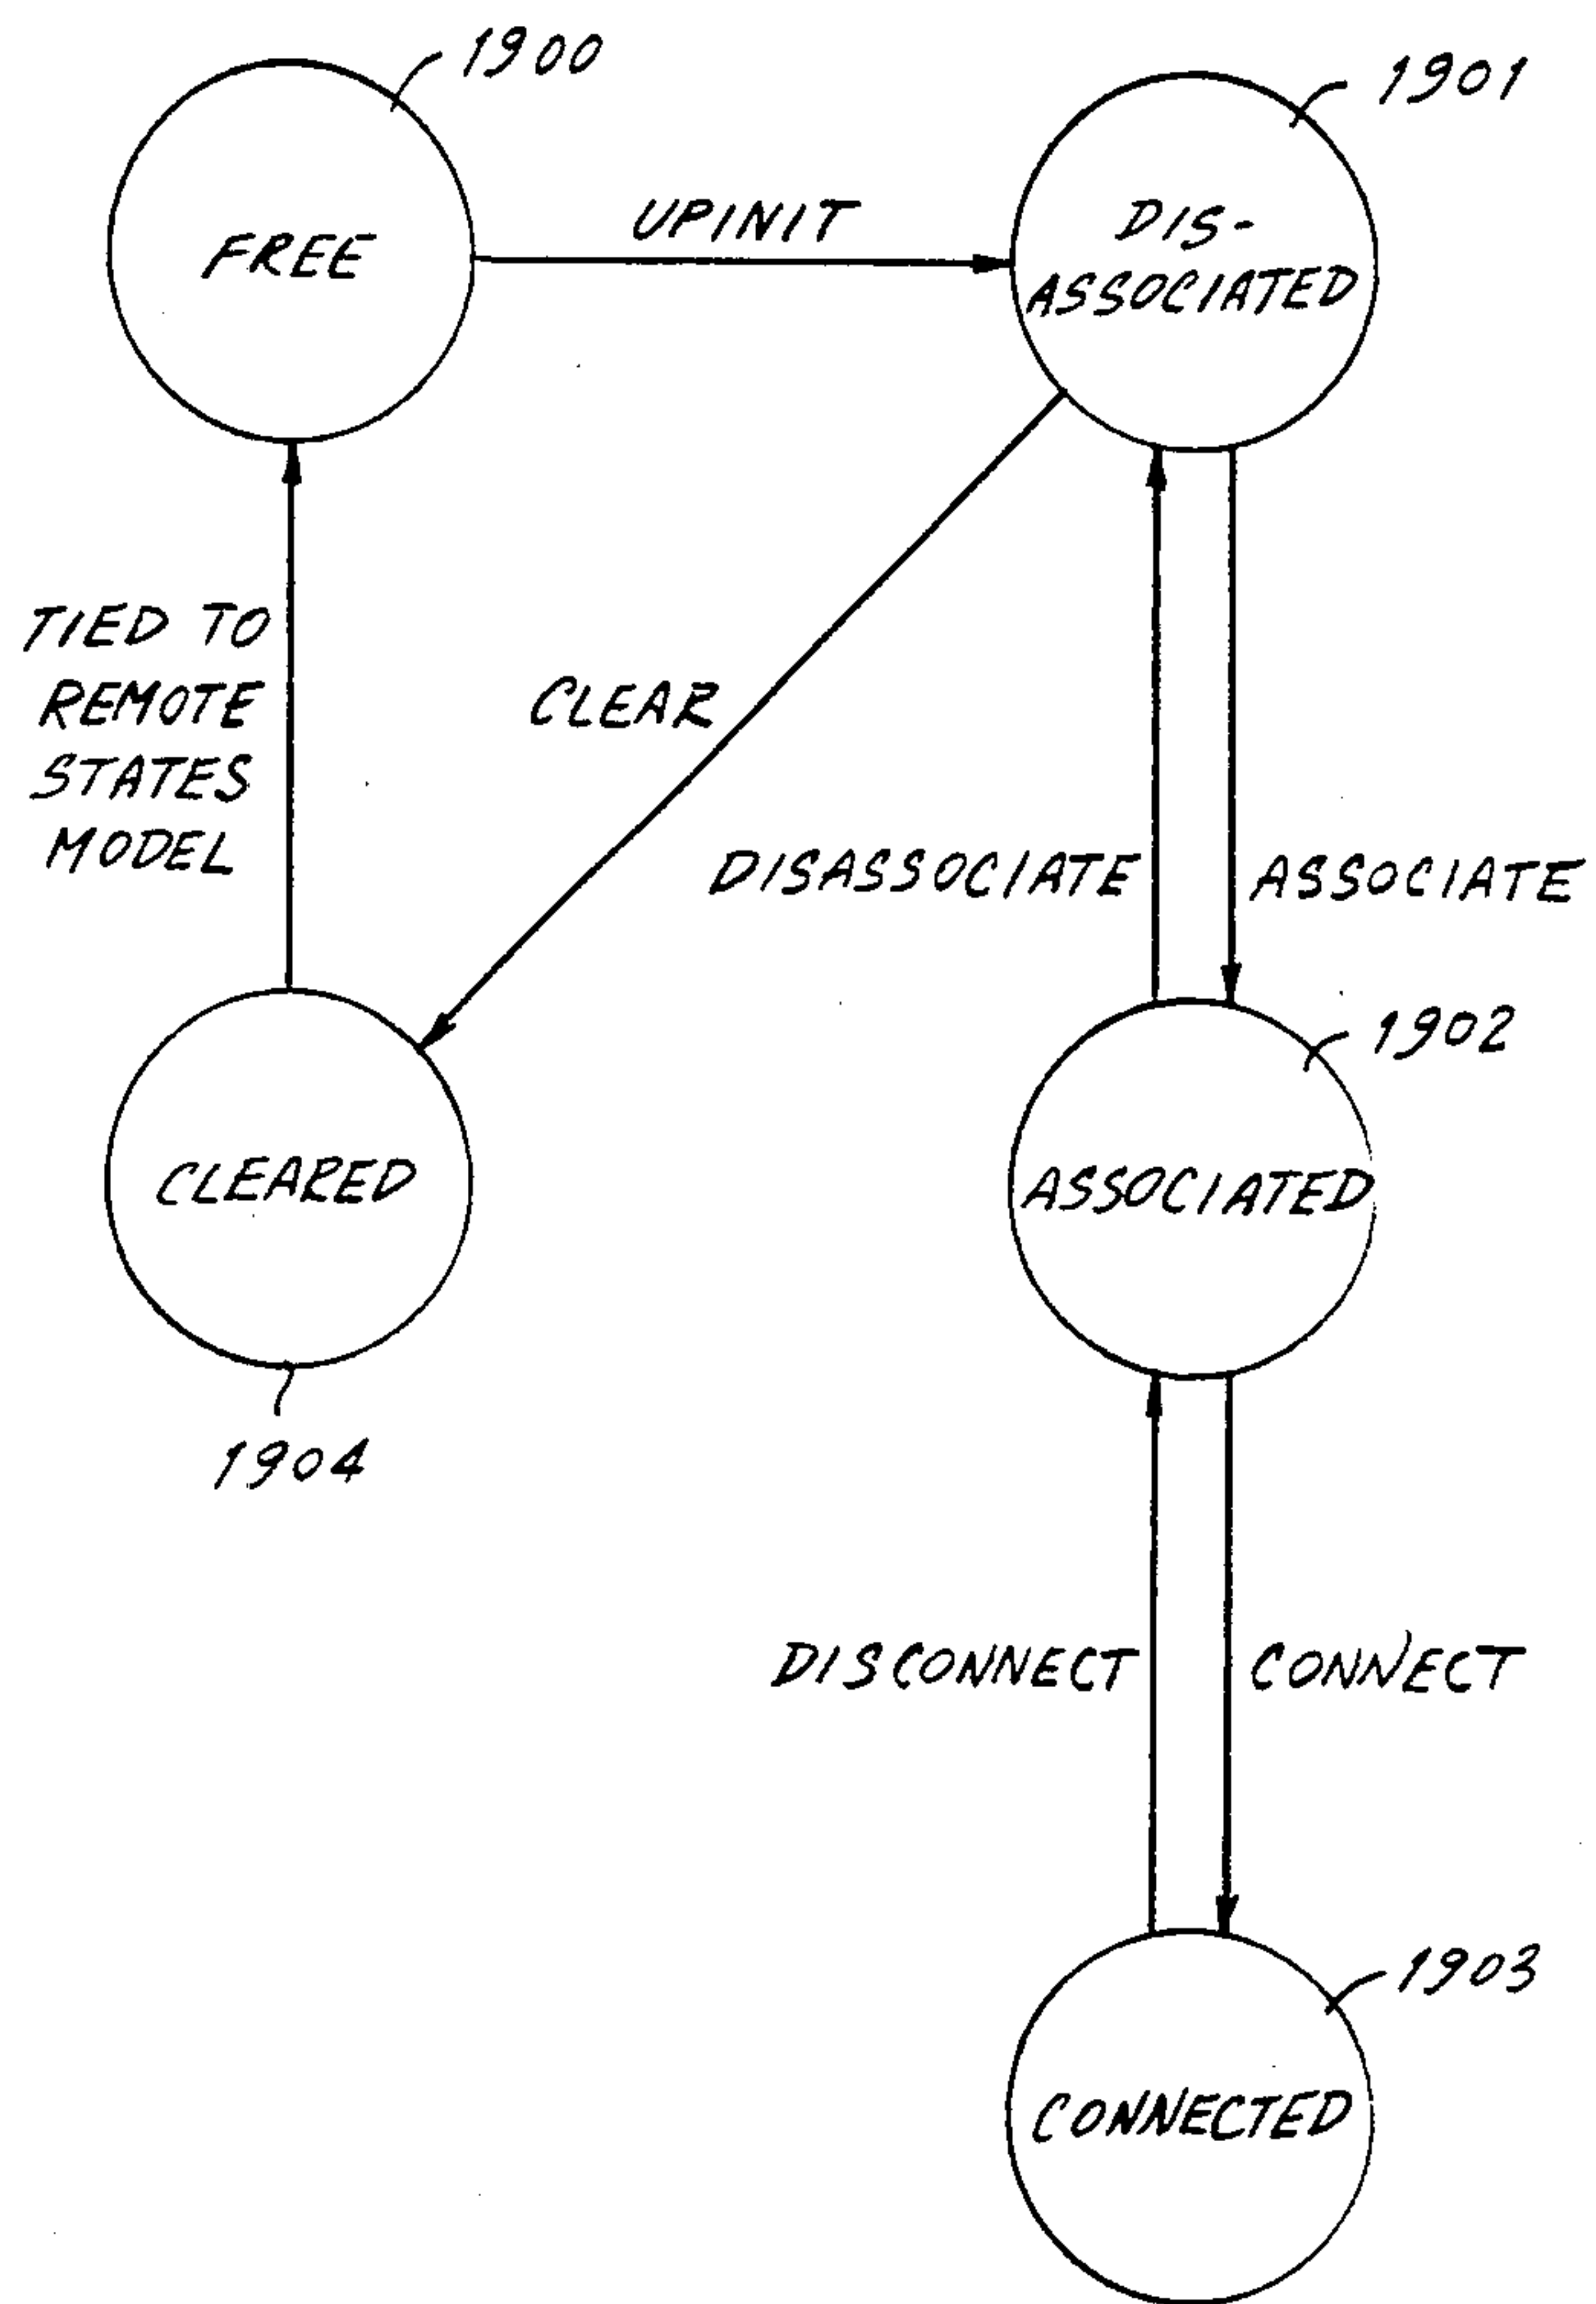 1900
1901
FREE
UPINIT
DIS-
ASSOCIATED
TIED TO
REMOTE
STATES
MODEL
CLEAR
DISASSOCIATE
ASSOCIATE
1902
CLEARED
ASSOCIATED
1904
DISCONNECT
CONNECT
1903
CONNECTED